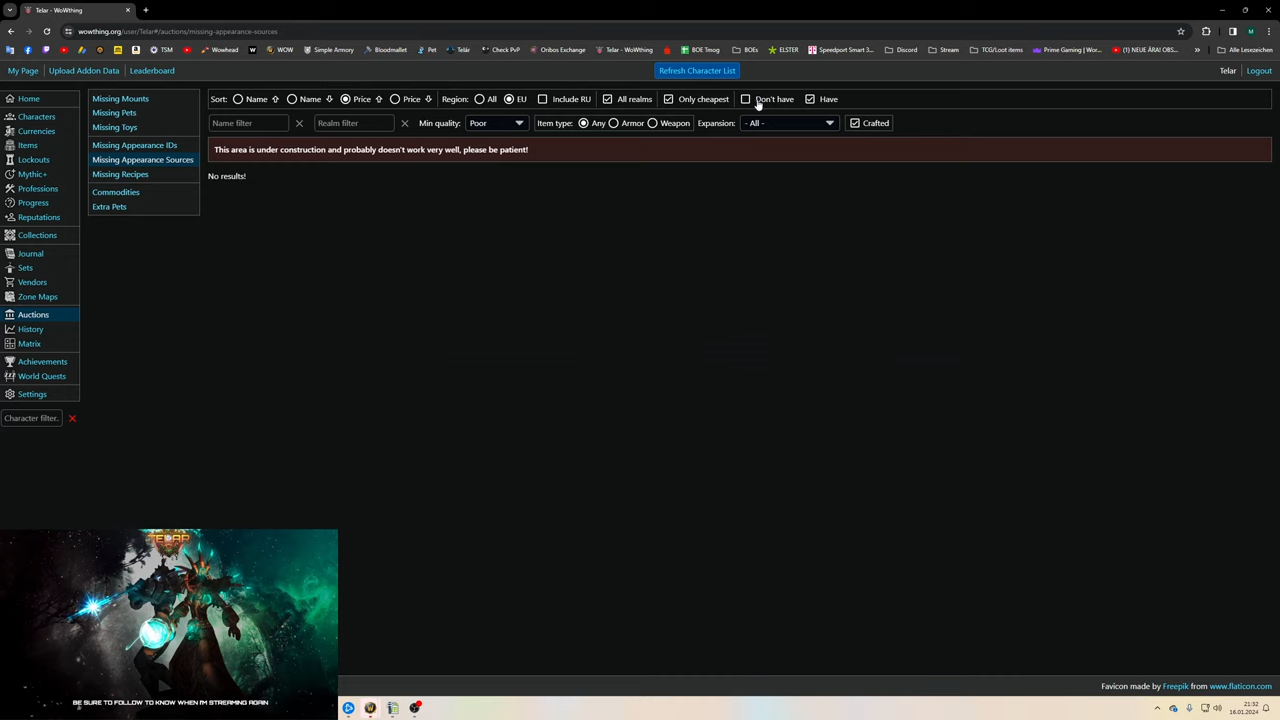 Telar - WoWthing
wowthing.org/user/Telar#/auctions/missing-appearance-sources
TSM Wowhead WOW Simple Armory Bloodmallet Pet Telár Check PvP Oribos Exchange Telar - WoWthing BOE Tmog BOEs ELSTER Speedport Smart 3... Discord Stream TCG/Loot items Prime Gaming | Wor... (1) NEUE ÄRA! OBS... » Alle Lesezeichen
My Page Upload Addon Data Leaderboard Refresh Character List Telar Logout
Home
Characters
Currencies
Items
Lockouts
Mythic+
Professions
Progress
Reputations
Collections
Journal
Sets
Vendors
Zone Maps
Auctions
History
Matrix
Achievements
World Quests
Settings
Character filter.
Missing Mounts
Missing Pets
Missing Toys
Missing Appearance IDs
Missing Appearance Sources
Missing Recipes
Commodities
Extra Pets
Sort: Name Name Price Price Region: All EU Include RU All realms Only cheapest Don't have Have
Name filter Realm filter Min quality: Poor Item type: Any Armor Weapon Expansion: - All - Crafted
This area is under construction and probably doesn't work very well, please be patient!
No results!
TELAR
BE SURE TO FOLLOW TO KNOW WHEN I'M STREAMING AGAIN
Favicon made by Freepik from www.flaticon.com
21:32
16.01.2024